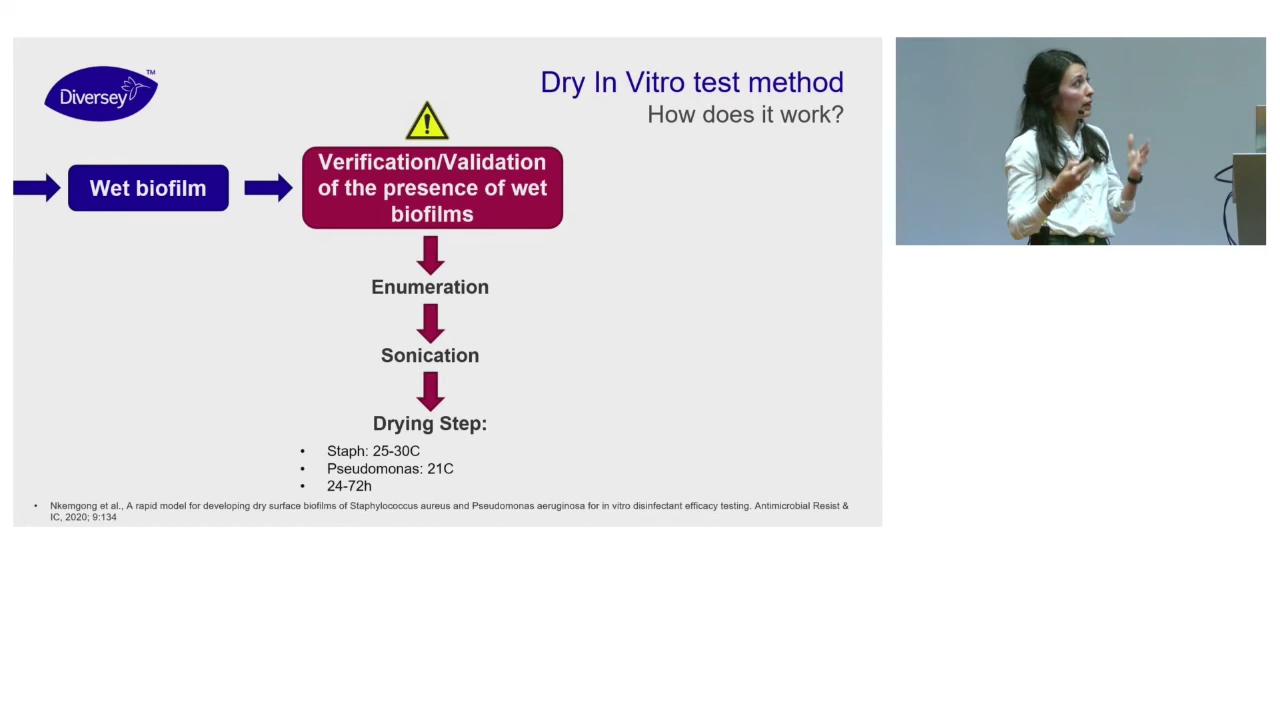 Diversey™
Dry In Vitro test method
How does it work?
Wet biofilm
Verification/Validation
of the presence of wet
biofilms
Enumeration
Sonication
Drying Step:
• Staph: 25-30C
• Pseudomonas: 21C
• 24-72h
• Nkemgong et al., A rapid model for developing dry surface biofilms of Staphylococcus aureus and Pseudomonas aeruginosa for in vitro disinfectant efficacy testing. Antimicrobial Resist &
IC, 2020; 9:134